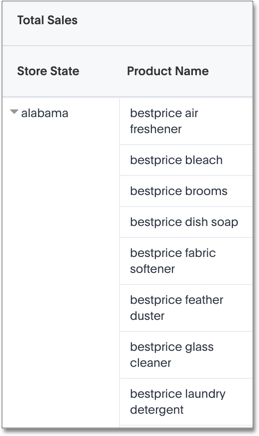 Total Sales
Store State Product Name
alabama bestprice air
freshener
bestprice bleach
bestprice brooms
bestprice dish soap
bestprice fabric
softener
bestprice feather
duster
bestprice glass
cleaner
bestprice laundry
detergent